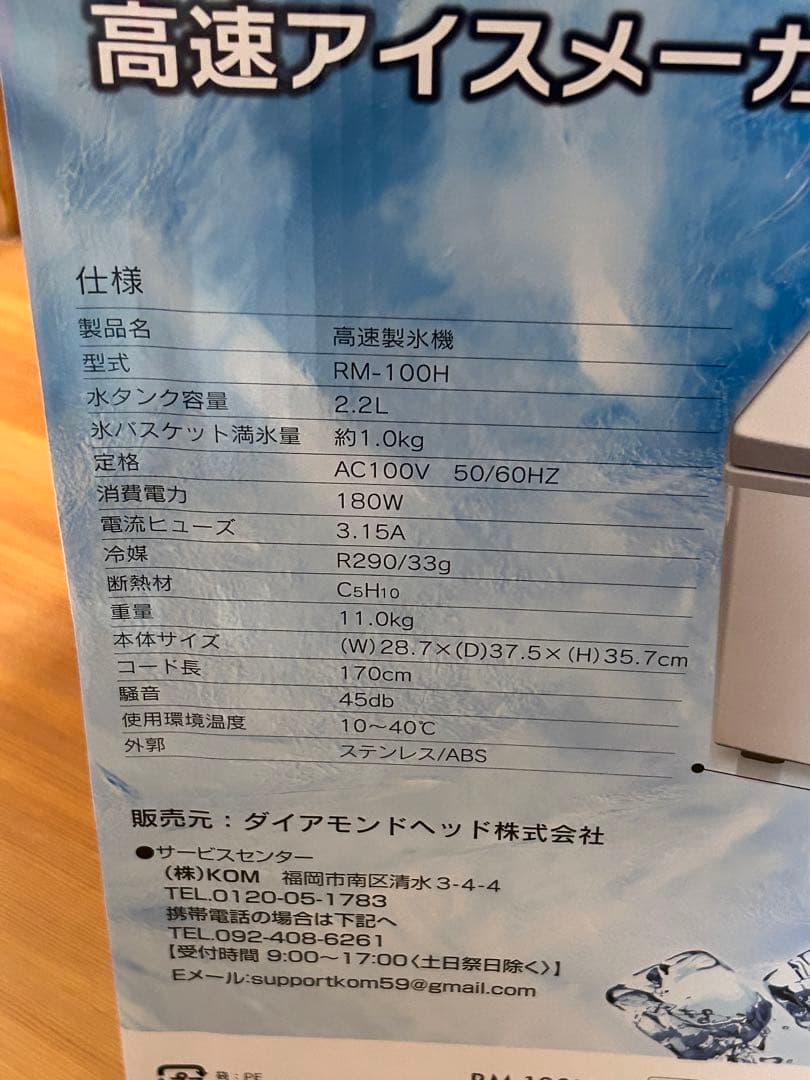 高速アイスメーカ
仕様
製品名 高速製氷機
型式 RM-100H
水タンク容量 2.2L
氷バスケット満氷量 約1.0kg
定格 AC100V 50/60HZ
消費電力 180W
電流ヒューズ 3.15A
冷媒 R290/33g
断熱材 C5H10
重量 11.0kg
本体サイズ (W)28.7×(D)37.5×(H)35.7cm
コード長 170cm
騒音 45db
使用環境温度 10〜40℃
外郭 ステンレス/ABS
販売元：ダイアモンドヘッド株式会社
●サービスセンター
(株)KOM 福岡市南区清水3-4-4
TEL.0120-05-1783
携帯電話の場合は下記へ
TEL.092-408-6261
【受付時間 9:00〜17:00〈土日祭日除く〉】
Eメール:supportkom59@gmail.com
袋:PE